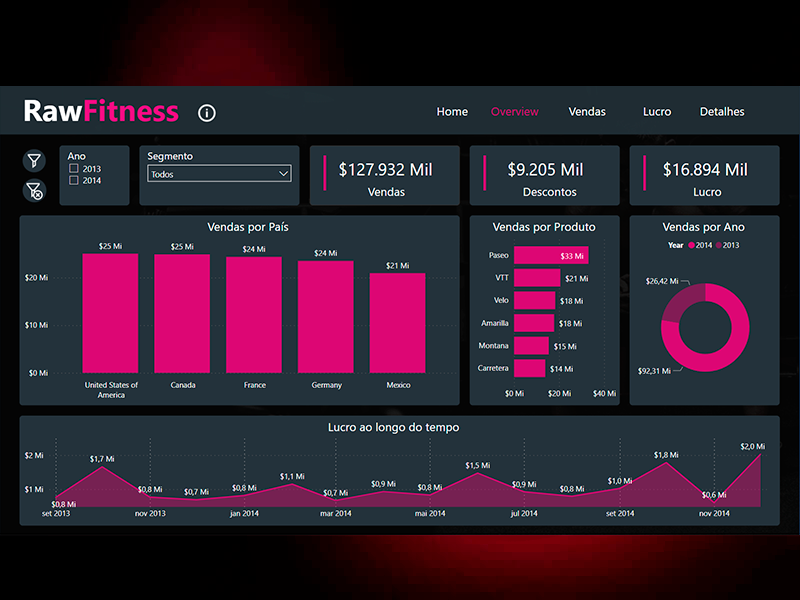 RawFitness
i
Home Overview Vendas Lucro Detalhes
Ano
2013
2014
Segmento
Todos
$127.932 Mil
Vendas
$9.205 Mil
Descontos
$16.894 Mil
Lucro
Vendas por País
$25 Mi $25 Mi $24 Mi $24 Mi $21 Mi
$20 Mi
$10 Mi
$0 Mi
United States of America Canada France Germany Mexico
Vendas por Produto
Paseo $33 Mi
VTT $21 Mi
Velo $18 Mi
Amarilla $18 Mi
Montana $15 Mi
Carretera $14 Mi
$0 Mi $20 Mi $40 Mi
Vendas por Ano
Year 2014 2013
$26,42 Mi
$92,31 Mi
Lucro ao longo do tempo
$2 Mi
$1 Mi
$0,8 Mi $1,7 Mi $0,8 Mi $0,7 Mi $0,8 Mi $1,1 Mi $0,7 Mi $0,9 Mi $0,8 Mi $1,5 Mi $0,9 Mi $0,8 Mi $1,0 Mi $1,8 Mi $0,6 Mi $2,0 Mi
set 2013 nov 2013 jan 2014 mar 2014 mai 2014 jul 2014 set 2014 nov 2014